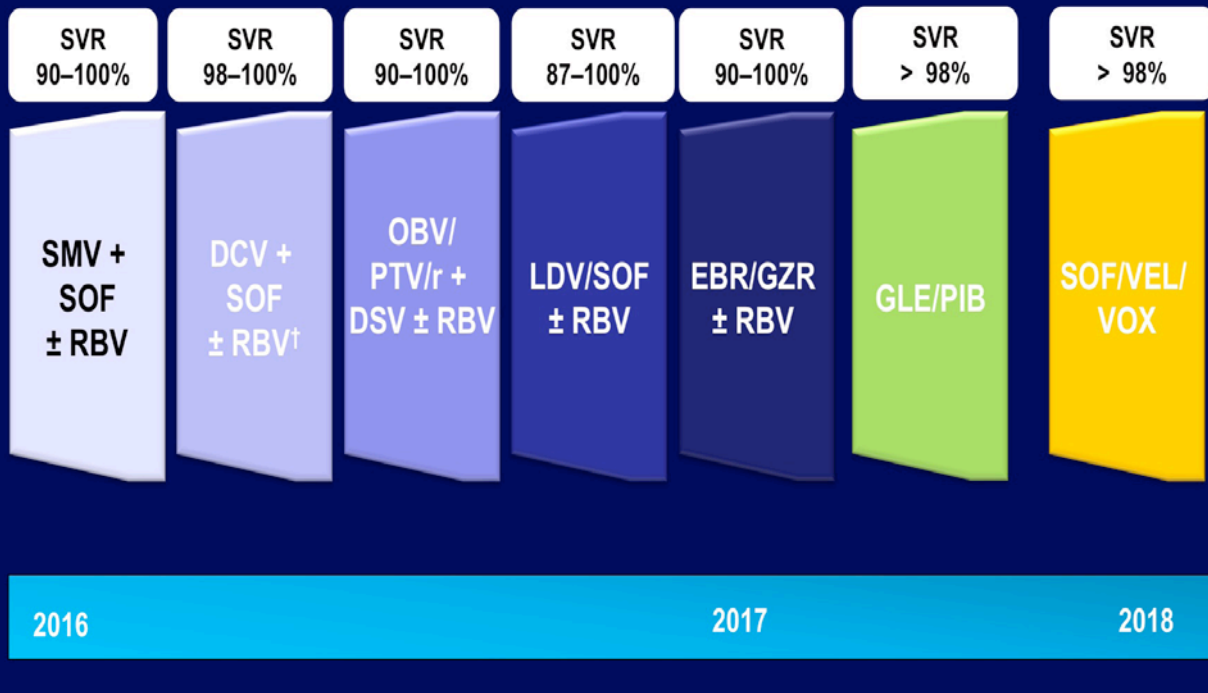 SVR
90–100%
SVR
98–100%
SVR
90–100%
SVR
87–100%
SVR
90–100%
SVR
> 98%
SVR
> 98%
SMV +
SOF
± RBV
DCV +
SOF
± RBV†
OBV/
PTV/r +
DSV ± RBV
LDV/SOF
± RBV
EBR/GZR
± RBV
GLE/PIB
SOF/VEL/
VOX
2016
2017
2018